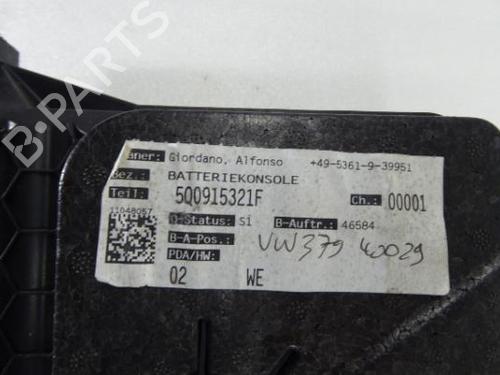 aner: Giordano, Alfonso +49-5361-9-39951
Bez.: BATTERIEKONSOLE
Teil: 5Q0915321F Ch.: 00001
11048057
Q-Status: Si B-Auftr.: 46584
B-A-Pos.: VW379 40029
PDA/HW:
02 WE
B-PARTS